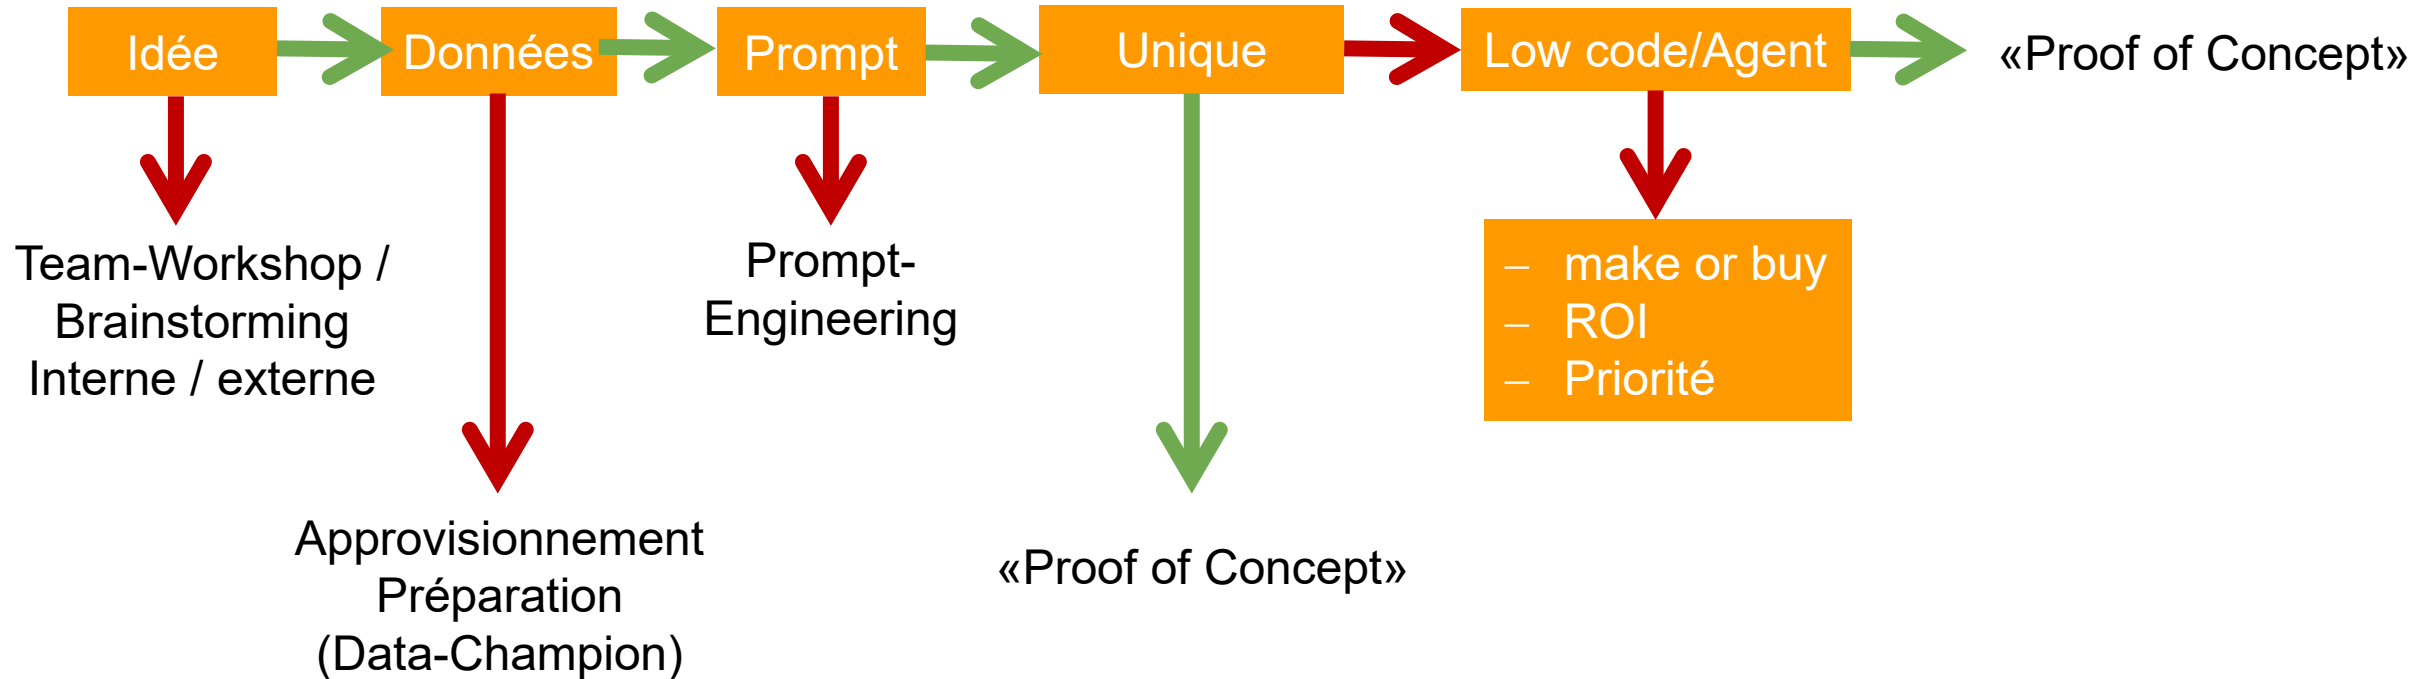 Idée
Données
Prompt
Unique
Low code/Agent
«Proof of Concept»
Team-Workshop /
Brainstorming
Interne / externe
Prompt-
Engineering
– make or buy
– ROI
– Priorité
Approvisionnement
Préparation
(Data-Champion)
«Proof of Concept»